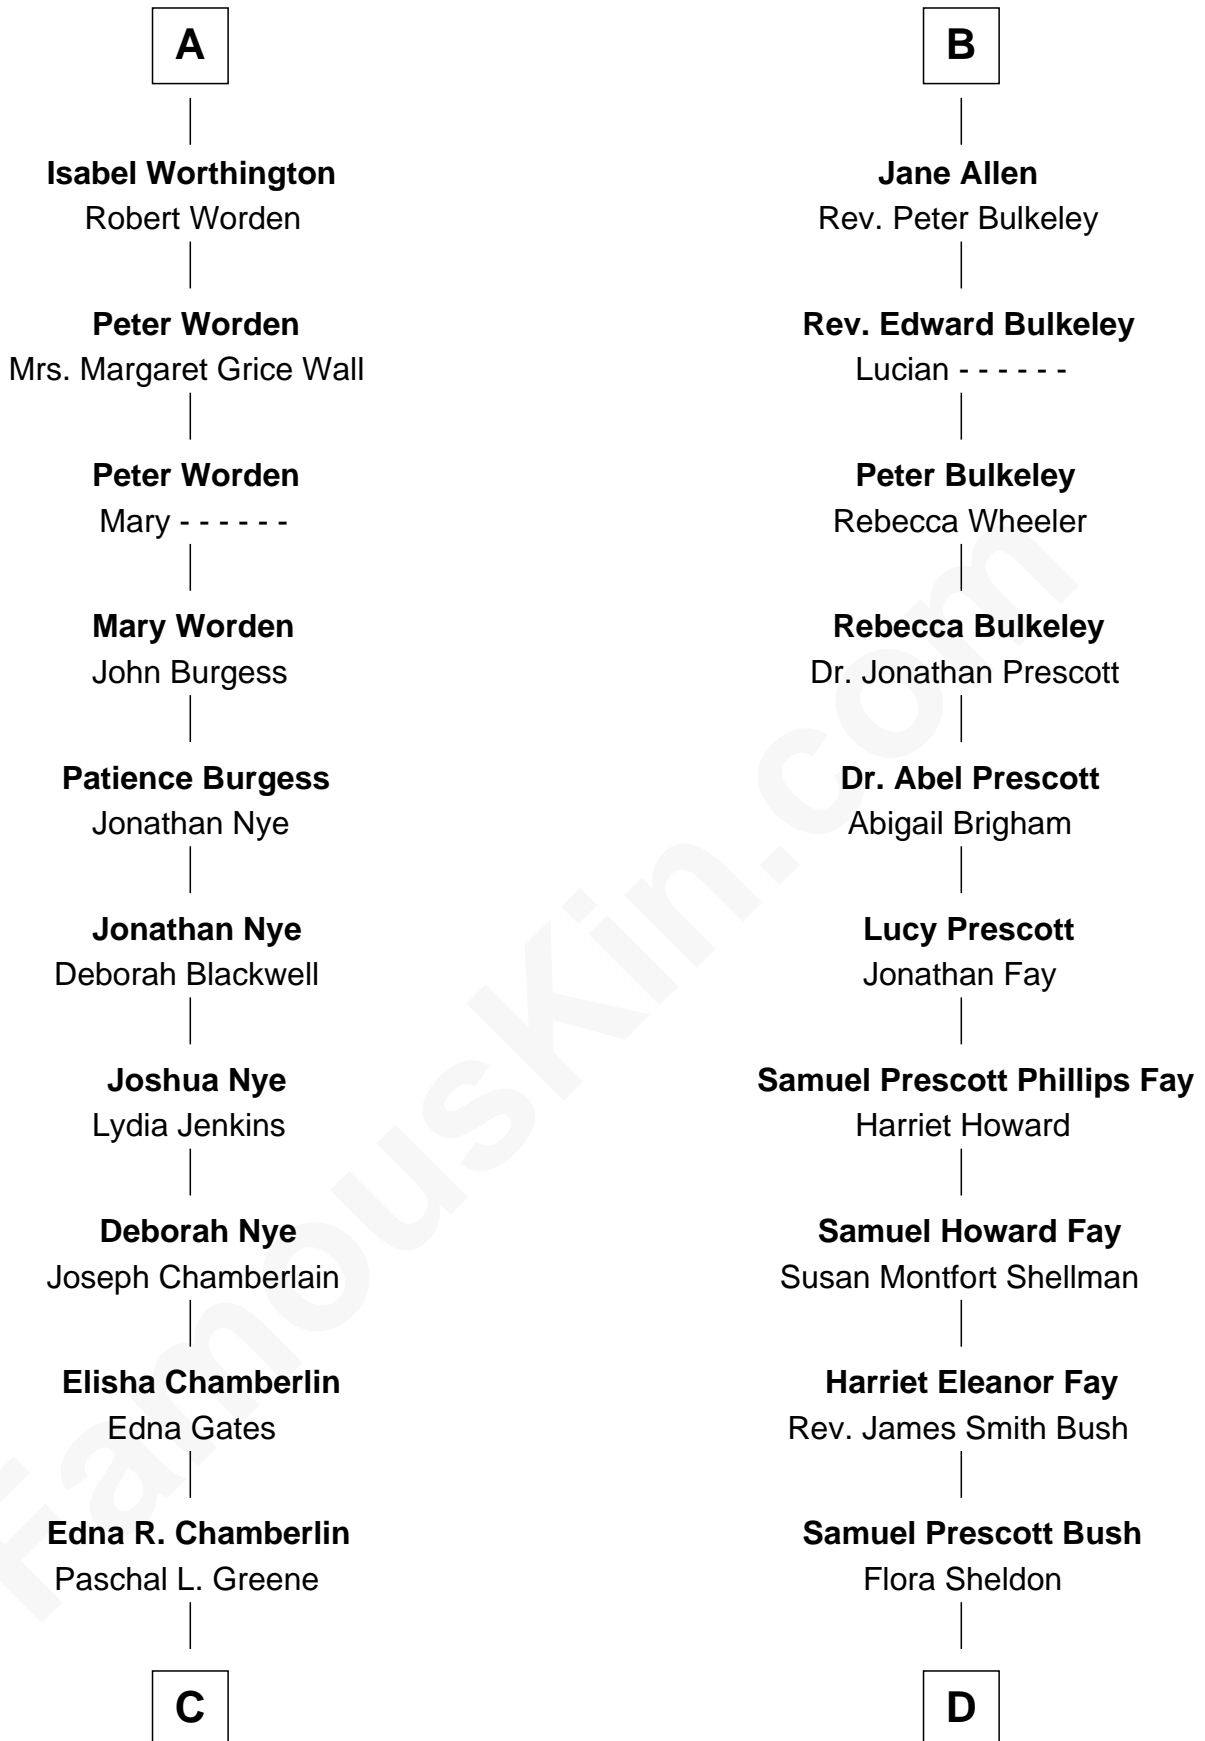 A
Isabel Worthington
Robert Worden
Peter Worden
Mrs. Margaret Grice Wall
Peter Worden
Mary - - - - - -
Mary Worden
John Burgess
Patience Burgess
Jonathan Nye
Jonathan Nye
Deborah Blackwell
Joshua Nye
Lydia Jenkins
Deborah Nye
Joseph Chamberlain
Elisha Chamberlin
Edna Gates
Edna R. Chamberlin
Paschal L. Greene
C
B
Jane Allen
Rev. Peter Bulkeley
Rev. Edward Bulkeley
Lucian - - - - - -
Peter Bulkeley
Rebecca Wheeler
Rebecca Bulkeley
Dr. Jonathan Prescott
Dr. Abel Prescott
Abigail Brigham
Lucy Prescott
Jonathan Fay
Samuel Prescott Phillips Fay
Harriet Howard
Samuel Howard Fay
Susan Montfort Shellman
Harriet Eleanor Fay
Rev. James Smith Bush
Samuel Prescott Bush
Flora Sheldon
D
FamousKin.com